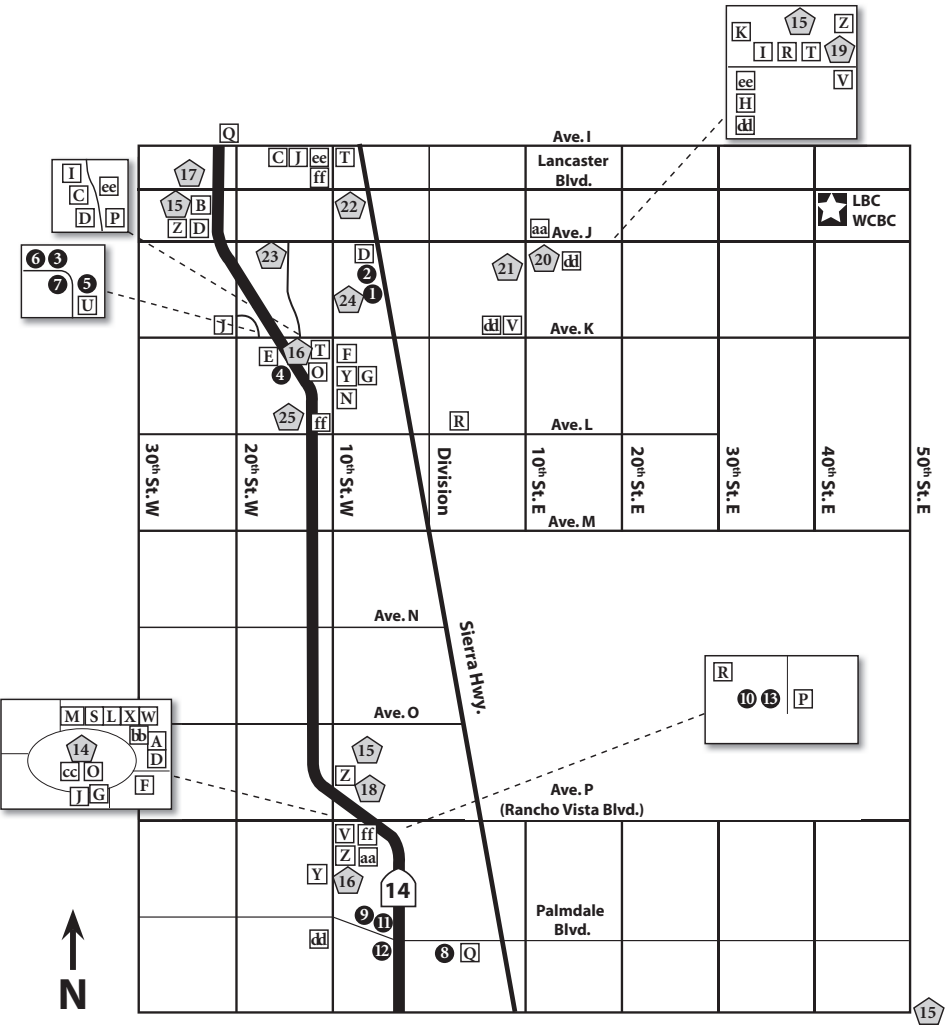 15 Z
K
I R T 19
ee V
H
dd
Q
Ave. I
C J ee T
Lancaster
Blvd.
ff
17
I
ee
C
D P
15 B
22
LBC
WCBC
Z D
aa Ave. J
6 3
7 5
U
23
D
2
21 20 dd
24 1
J
dd V Ave. K
E 16 T F
4 O Y G
N
25 ff
R Ave. L
30th St. W
20th St. W
10th St. W
Division
10th St. E
20th St. E
30th St. E
40th St. E
50th St. E
Ave. M
Ave. N
Sierra Hwy.
R
10 13 P
M S L X W
bb
14 A
D
cc O
F
J G
Ave. O
15
Z
18
Ave. P
(Rancho Vista Blvd.)
V ff
Z aa
Y 16
14
9 11
Palmdale
Blvd.
dd
12 8 Q
N
15